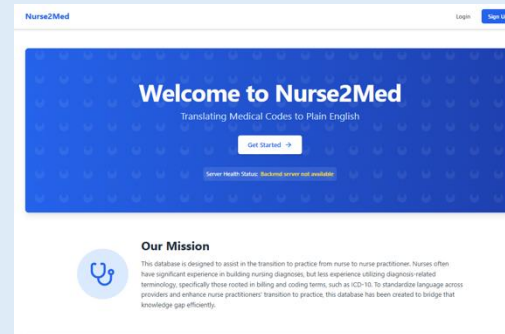 Nurse2Med
Login
Sign U
Welcome to Nurse2Med
Translating Medical Codes to Plain English
Get Started →
Server Health Status: Backend server not available
Our Mission
This database is designed to assist in the transition to practice from nurse to nurse practitioner. Nurses often
have significant experience in building nursing diagnoses, but less experience utilizing diagnosis-related
terminology, specifically those rooted in billing and coding terms, such as ICD-10. To standardize language across
providers and enhance nurse practitioners' transition to practice, this database has been created to bridge that
knowledge gap efficiently.